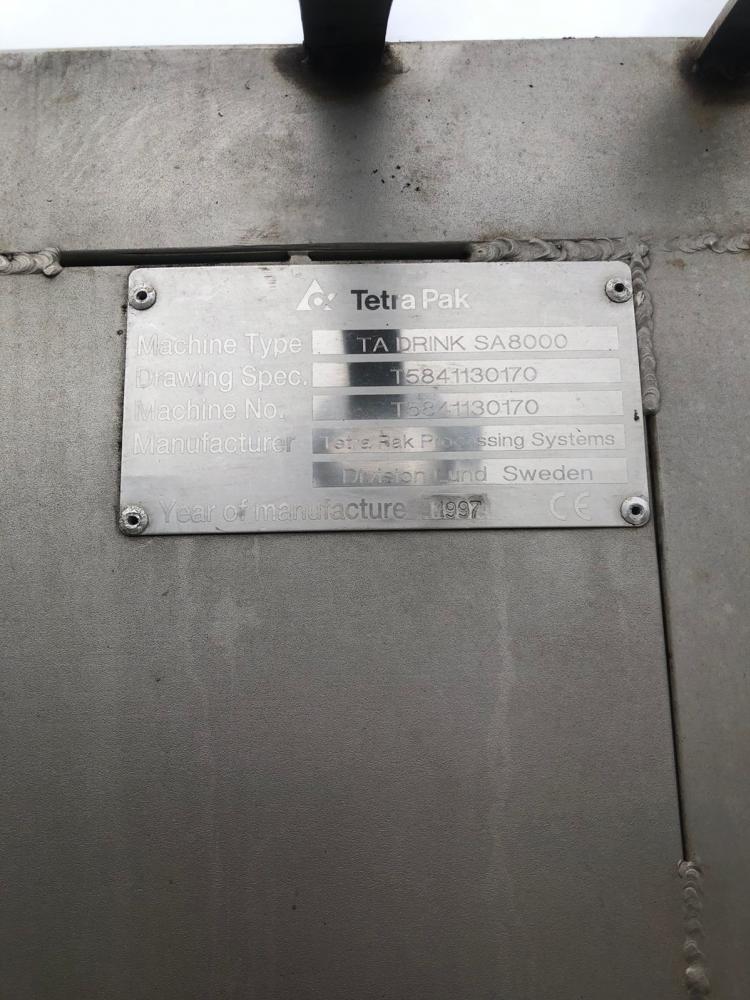 Tetra Pak
Machine Type TA DRINK SA8000
Drawing Spec. T5841130170
Machine No. T5841130170
Manufacturer Tetra Pak Processing Systems
Division Lund Sweden
Year of manufacture 1997 CE